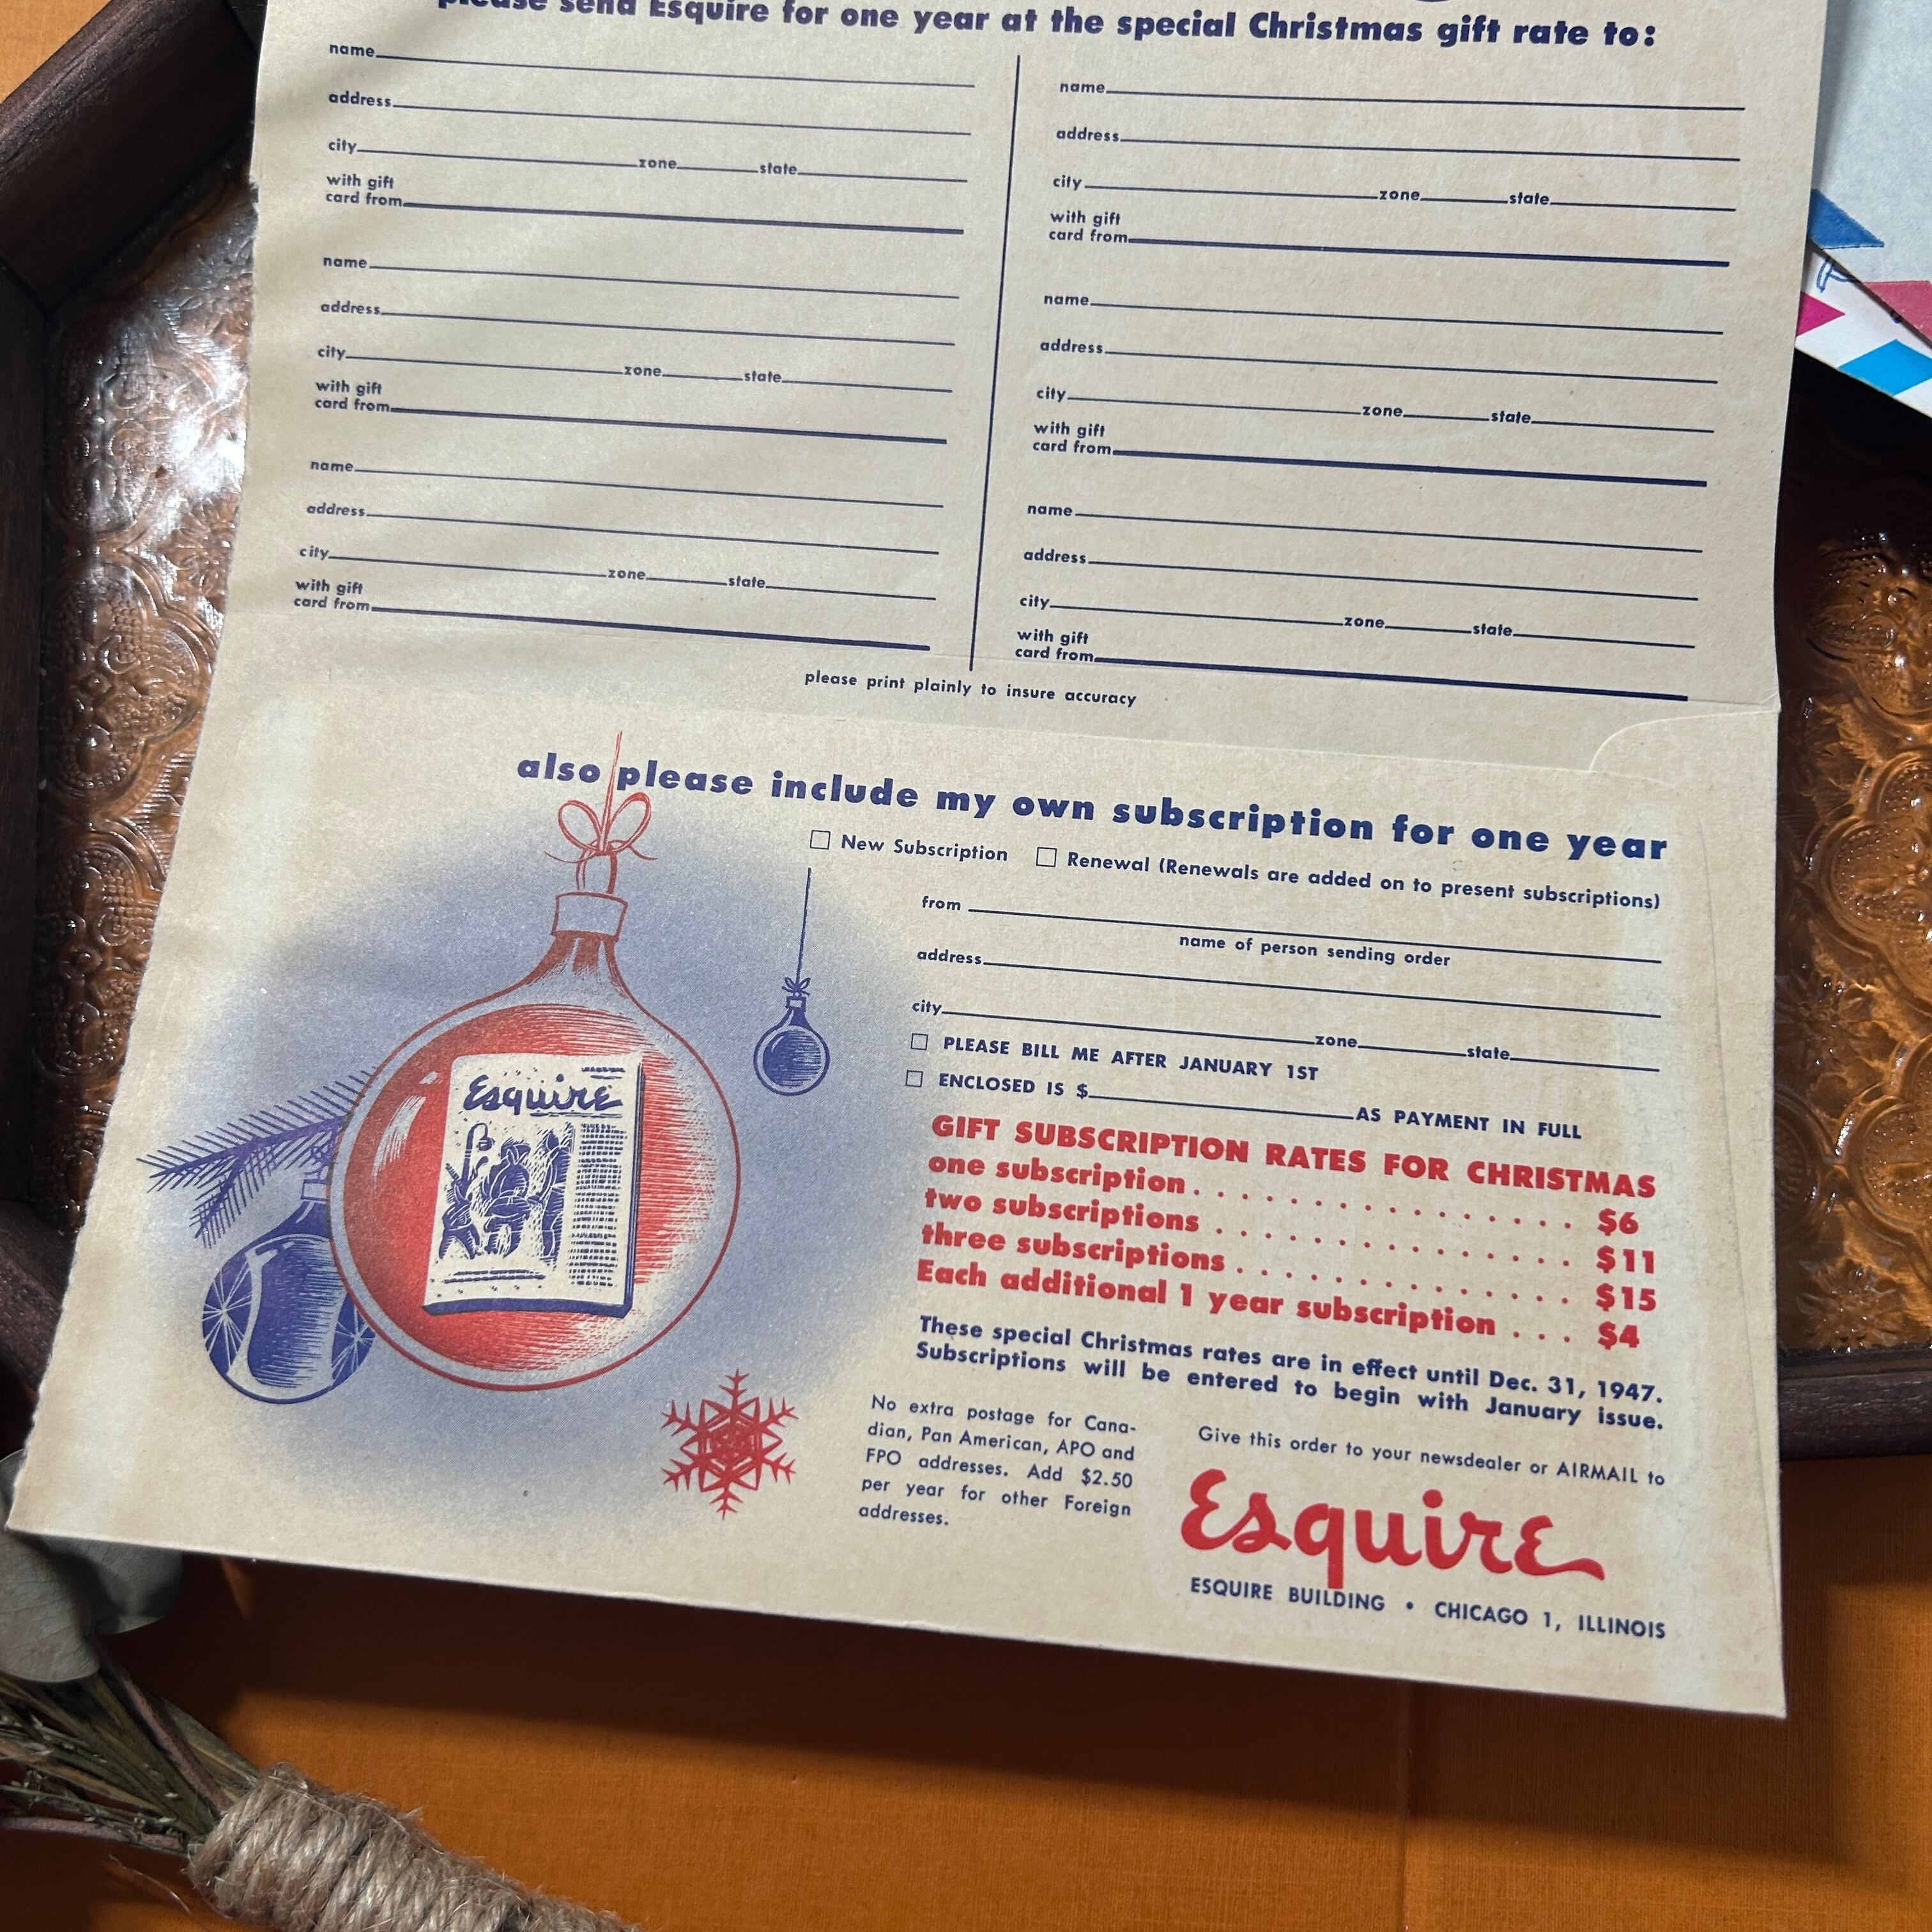 please send Esquire for one year at the special Christmas gift rate to:
name
address
city zone state
with gift
card from
name
address
city zone state
with gift
card from
name
address
city zone state
with gift
card from
name
address
city zone state
with gift
card from
name
address
city zone state
with gift
card from
name
address
city zone state
with gift
card from
please print plainly to insure accuracy
also please include my own subscription for one year
☐ New Subscription ☐ Renewal (Renewals are added on to present subscriptions)
from
name of person sending order
address
city zone state
☐ PLEASE BILL ME AFTER JANUARY 1ST
☐ ENCLOSED IS $ AS PAYMENT IN FULL
Esquire
GIFT SUBSCRIPTION RATES FOR CHRISTMAS
one subscription . . . . . . . . . . . . . . $6
two subscriptions . . . . . . . . . . . . . . $11
three subscriptions . . . . . . . . . . . . . $15
Each additional 1 year subscription . . . $4
These special Christmas rates are in effect until Dec. 31, 1947.
Subscriptions will be entered to begin with January issue.
No extra postage for Cana-
dian, Pan American, APO and
FPO addresses. Add $2.50
per year for other Foreign
addresses.
Give this order to your newsdealer or AIRMAIL to
Esquire
ESQUIRE BUILDING • CHICAGO 1, ILLINOIS